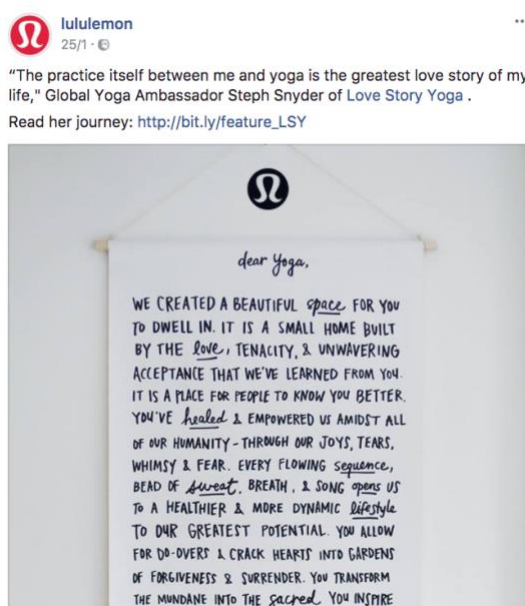 lululemon
25/1 ·
“The practice itself between me and yoga is the greatest love story of my
life," Global Yoga Ambassador Steph Snyder of Love Story Yoga .
Read her journey: http://bit.ly/feature_LSY
dear Yoga,
WE CREATED A BEAUTIFUL space FOR YOU
TO DWELL IN. IT IS A SMALL HOME BUILT
BY THE love, TENACITY, & UNWAVERING
ACCEPTANCE THAT WE'VE LEARNED FROM YOU.
IT IS A PLACE FOR PEOPLE TO KNOW YOU BETTER.
YOU'VE healed & EMPOWERED US AMIDST ALL
OF OUR HUMANITY - THROUGH OUR JOYS, TEARS,
WHIMSY & FEAR. EVERY FLOWING sequence,
BEAD OF sweat, BREATH, & SONG opens US
TO A HEALTHIER & MORE DYNAMIC lifestyle
TO OUR GREATEST POTENTIAL. YOU ALLOW
FOR DO-OVERS & CRACK HEARTS INTO GARDENS
OF FORGIVENESS & SURRENDER. YOU TRANSFORM
THE MUNDANE INTO THE sacred. YOU INSPIRE